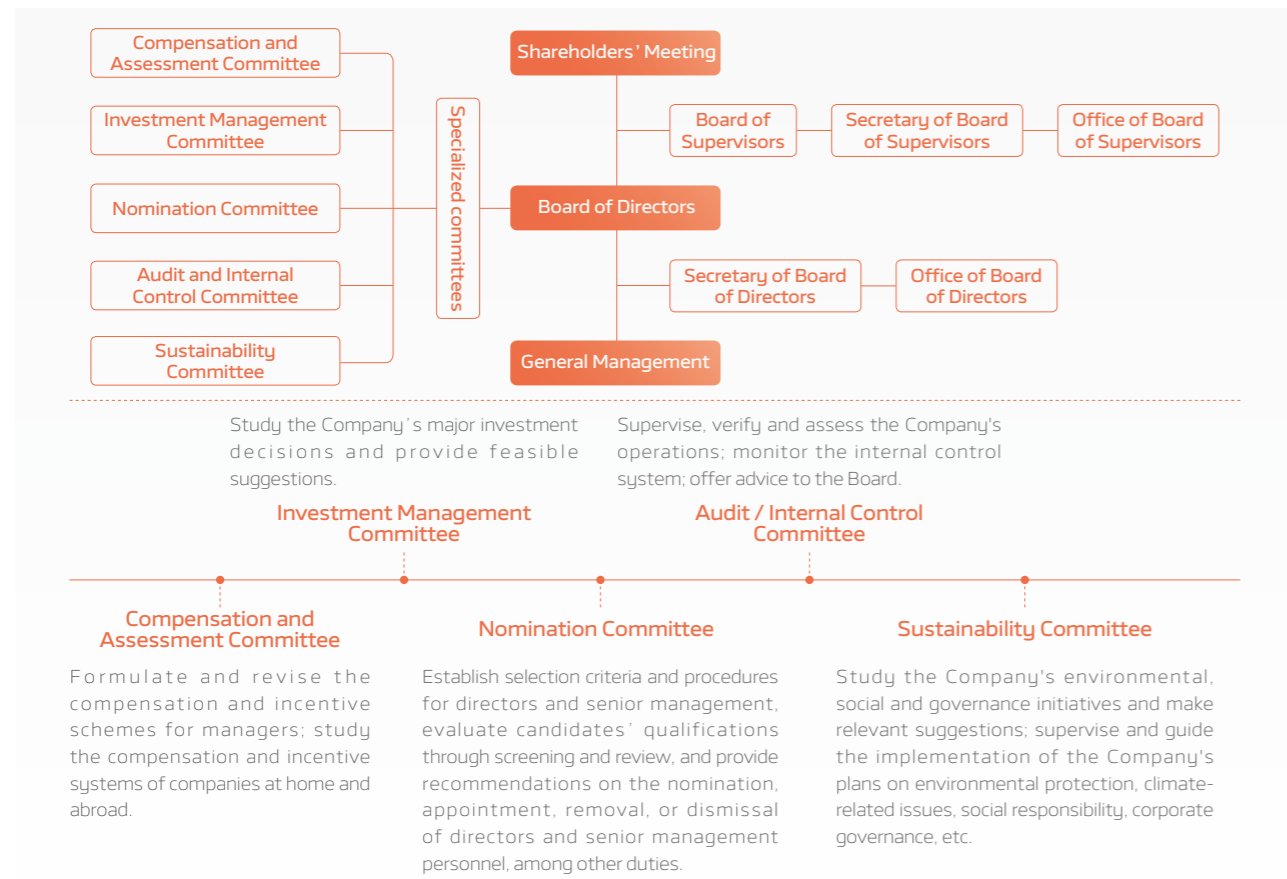 Compensation and
Assessment Committee
Investment Management
Committee
Nomination Committee
Audit and Internal
Control Committee
Sustainability
Committee
Specialized committees
Shareholders’ Meeting
Board of
Supervisors
Secretary of Board
of Supervisors
Office of Board
of Supervisors
Board of Directors
Secretary of Board
of Directors
Office of Board
of Directors
General Management
Study the Company’s major investment
decisions and provide feasible
suggestions.
Investment Management
Committee
Supervise, verify and assess the Company's
operations; monitor the internal control
system; offer advice to the Board.
Audit / Internal Control
Committee
Compensation and
Assessment Committee
Formulate and revise the
compensation and incentive
schemes for managers; study
the compensation and incentive
systems of companies at home and
abroad.
Nomination Committee
Establish selection criteria and procedures
for directors and senior management,
evaluate candidates’ qualifications
through screening and review, and provide
recommendations on the nomination,
appointment, removal, or dismissal
of directors and senior management
personnel, among other duties.
Sustainability Committee
Study the Company's environmental,
social and governance initiatives and make
relevant suggestions; supervise and guide
the implementation of the Company's
plans on environmental protection, climate-
related issues, social responsibility, corporate
governance, etc.